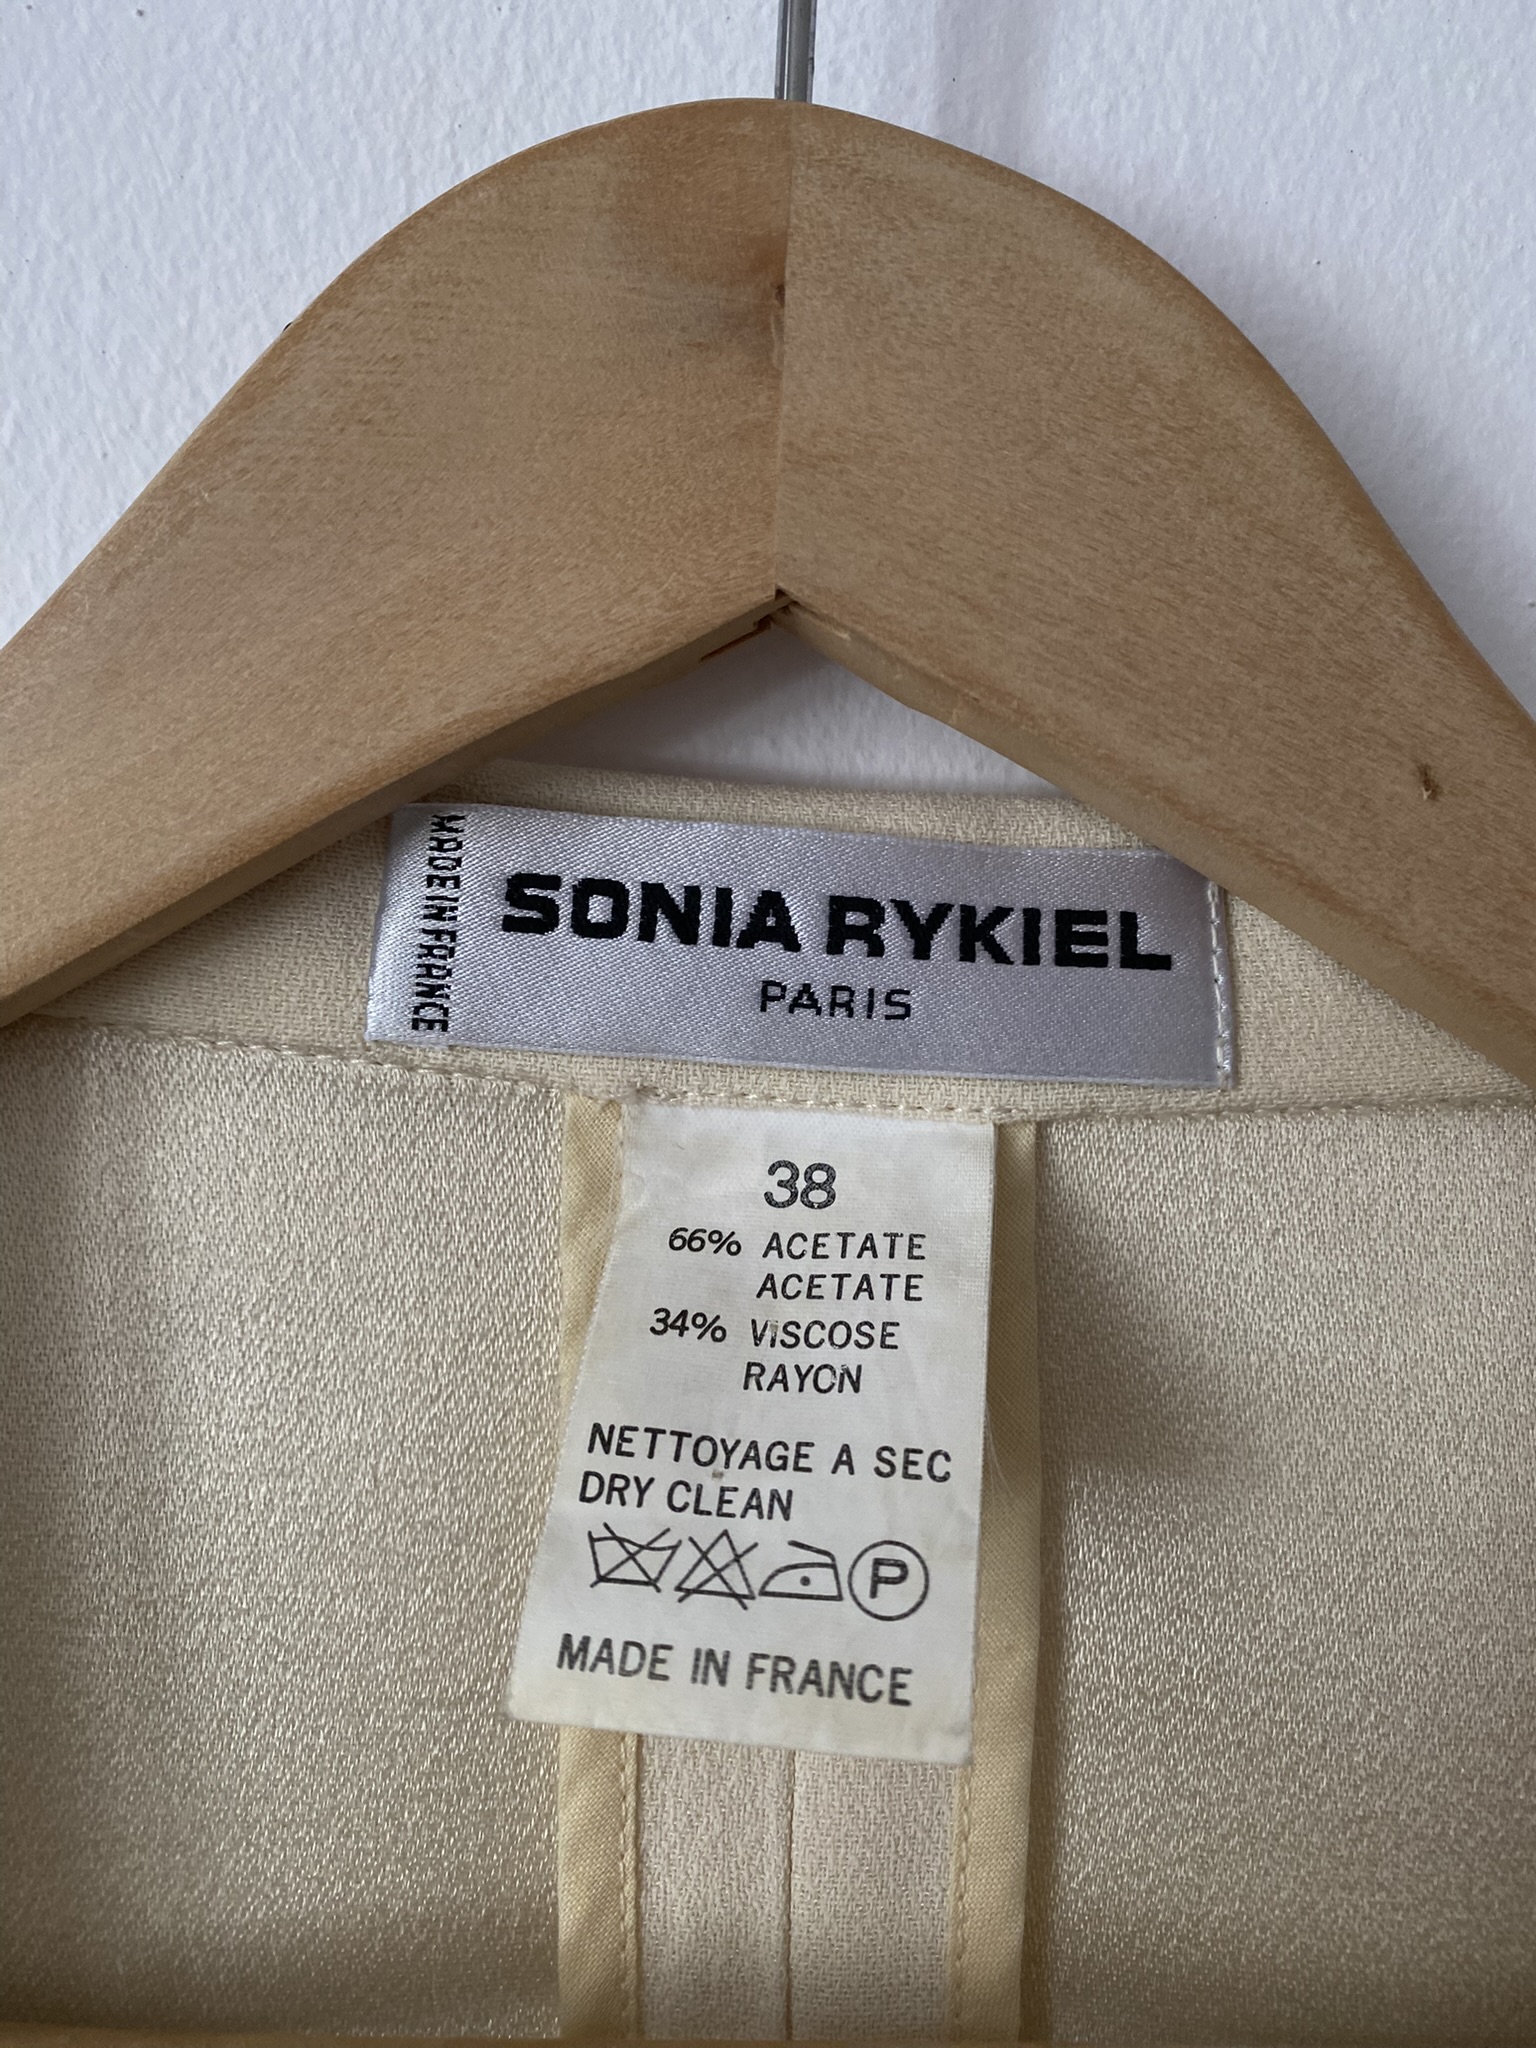 MADE IN FRANCE
SONIA RYKIEL
PARIS
38
66% ACETATE
ACETATE
34% VISCOSE
RAYON
NETTOYAGE A SEC
DRY CLEAN
P
MADE IN FRANCE